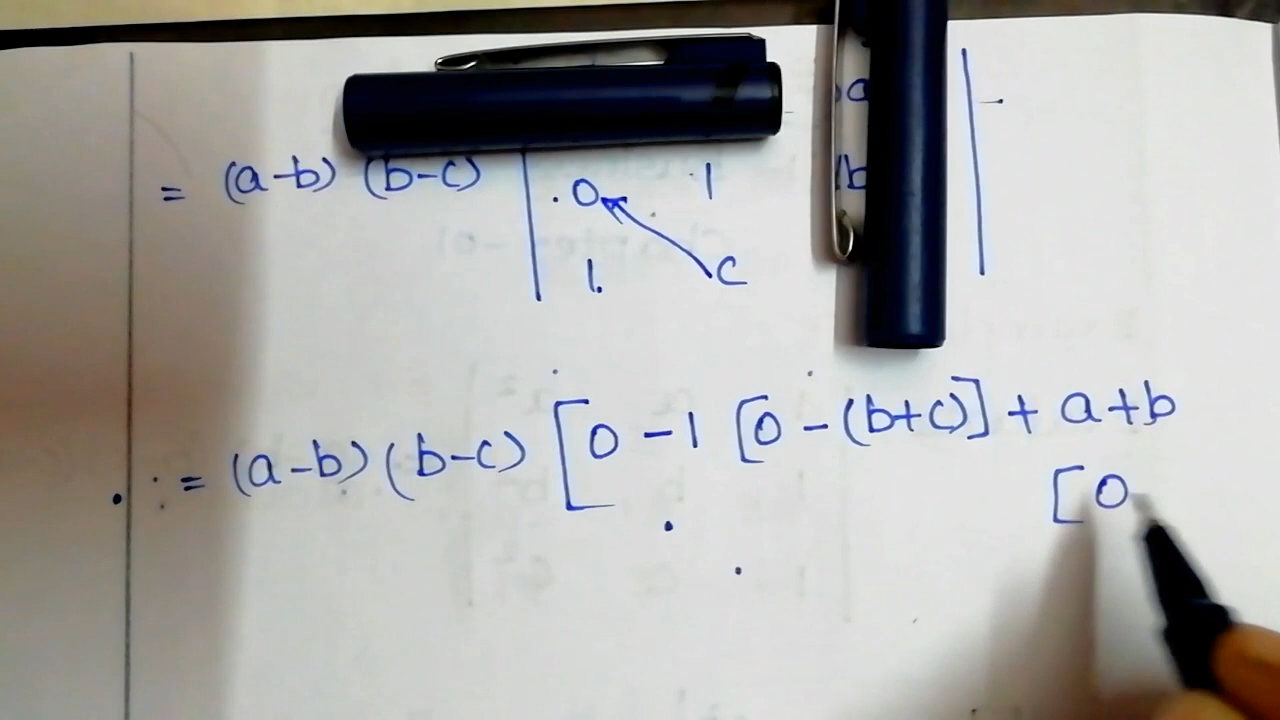 a
= (a-b) (b-c) | 0 1 b |
1 c
= (a-b) (b-c) [0 -1 [0 - (b+c)] + a+b
[0